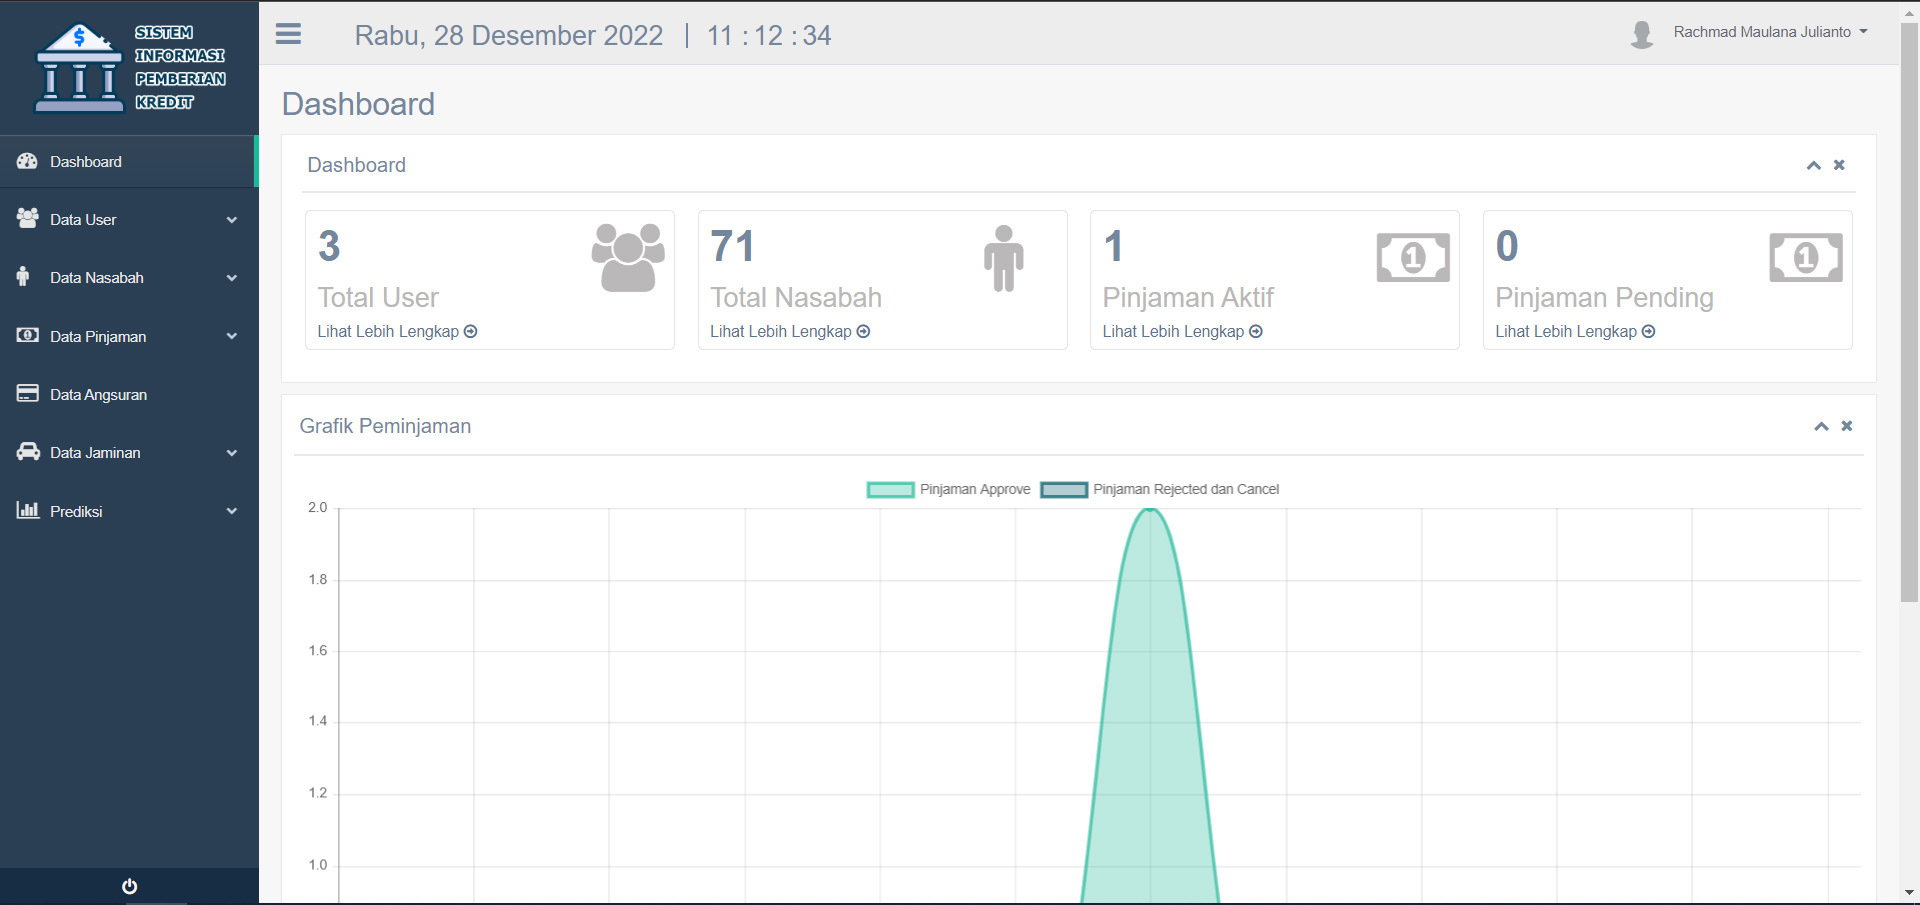 SISTEM
INFORMASI
PEMBERIAN
KREDIT
Rabu, 28 Desember 2022 | 11 : 12 : 34
Rachmad Maulana Julianto
Dashboard
Data User
Data Nasabah
Data Pinjaman
Data Angsuran
Data Jaminan
Prediksi
Dashboard
Dashboard
3
Total User
Lihat Lebih Lengkap
71
Total Nasabah
Lihat Lebih Lengkap
1
Pinjaman Aktif
Lihat Lebih Lengkap
0
Pinjaman Pending
Lihat Lebih Lengkap
Grafik Peminjaman
Pinjaman Approve
Pinjaman Rejected dan Cancel
2.0
1.8
1.6
1.4
1.2
1.0